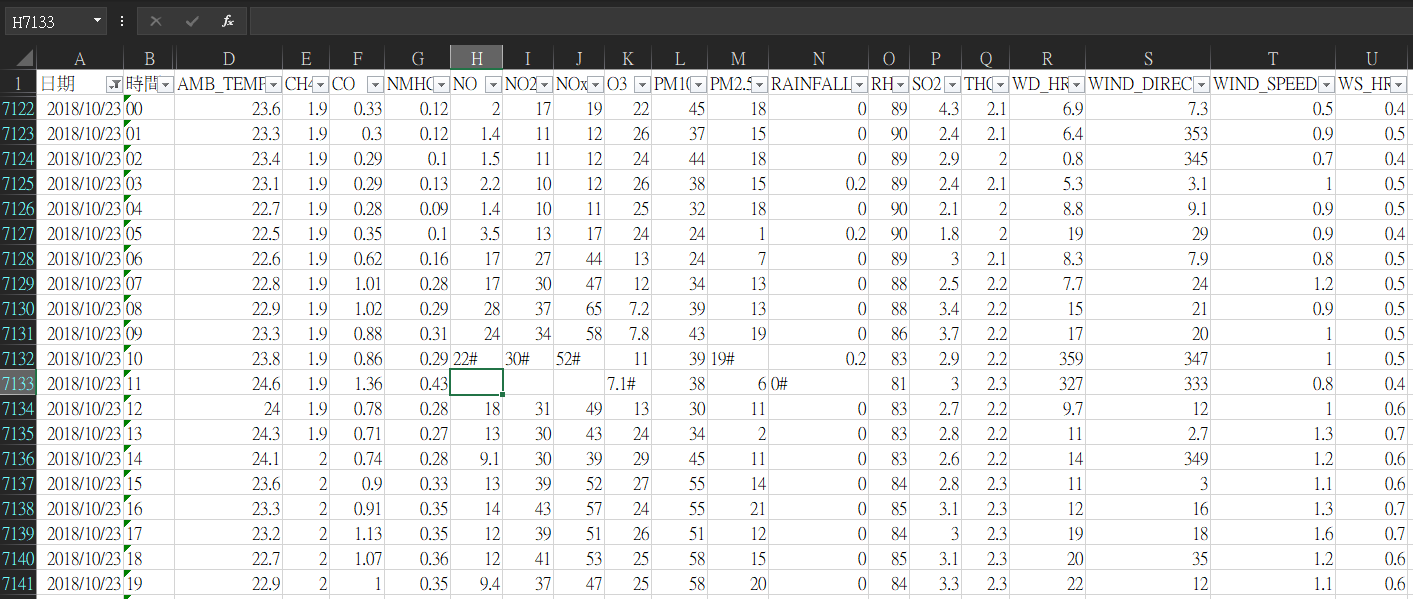 H7133 fx
A B D E F G H I J K L M N O P Q R S T U
1 日期 時間 AMB_TEMP CH4 CO NMHC NO NO2 NOx O3 PM10 PM2.5 RAINFALL RH SO2 THC WD_HR WIND_DIREC WIND_SPEED WS_HR
7122 2018/10/23 00 23.6 1.9 0.33 0.12 2 17 19 22 45 18 0 89 4.3 2.1 6.9 7.3 0.5 0.4
7123 2018/10/23 01 23.3 1.9 0.3 0.12 1.4 11 12 26 37 15 0 90 2.4 2.1 6.4 353 0.9 0.5
7124 2018/10/23 02 23.4 1.9 0.29 0.1 1.5 11 12 24 44 18 0 89 2.9 2 0.8 345 0.7 0.4
7125 2018/10/23 03 23.1 1.9 0.29 0.13 2.2 10 12 26 38 15 0.2 89 2.4 2.1 5.3 3.1 1 0.5
7126 2018/10/23 04 22.7 1.9 0.28 0.09 1.4 10 11 25 32 18 0 90 2.1 2 8.8 9.1 0.9 0.5
7127 2018/10/23 05 22.5 1.9 0.35 0.1 3.5 13 17 24 24 1 0.2 90 1.8 2 19 29 0.9 0.4
7128 2018/10/23 06 22.6 1.9 0.62 0.16 17 27 44 13 24 7 0 89 3 2.1 8.3 7.9 0.8 0.5
7129 2018/10/23 07 22.8 1.9 1.01 0.28 17 30 47 12 34 13 0 88 2.5 2.2 7.7 24 1.2 0.5
7130 2018/10/23 08 22.9 1.9 1.02 0.29 28 37 65 7.2 39 13 0 88 3.4 2.2 15 21 0.9 0.5
7131 2018/10/23 09 23.3 1.9 0.88 0.31 24 34 58 7.8 43 19 0 86 3.7 2.2 17 20 1 0.5
7132 2018/10/23 10 23.8 1.9 0.86 0.29 22# 30# 52# 11 39 19# 0.2 83 2.9 2.2 359 347 1 0.5
7133 2018/10/23 11 24.6 1.9 1.36 0.43 7.1# 38 6 0# 81 3 2.3 327 333 0.8 0.4
7134 2018/10/23 12 24 1.9 0.78 0.28 18 31 49 13 30 11 0 83 2.7 2.2 9.7 12 1 0.6
7135 2018/10/23 13 24.3 1.9 0.71 0.27 13 30 43 24 34 2 0 83 2.8 2.2 11 2.7 1.3 0.7
7136 2018/10/23 14 24.1 2 0.74 0.28 9.1 30 39 29 45 11 0 83 2.6 2.2 14 349 1.2 0.6
7137 2018/10/23 15 23.6 2 0.9 0.33 13 39 52 27 55 14 0 84 2.8 2.3 11 3 1.1 0.6
7138 2018/10/23 16 23.3 2 0.91 0.35 14 43 57 24 55 21 0 85 3.1 2.3 12 16 1.3 0.7
7139 2018/10/23 17 23.2 2 1.13 0.35 12 39 51 26 51 12 0 84 3 2.3 19 18 1.6 0.7
7140 2018/10/23 18 22.7 2 1.07 0.36 12 41 53 25 58 15 0 85 3.1 2.3 20 35 1.2 0.6
7141 2018/10/23 19 22.9 2 1 0.35 9.4 37 47 25 58 20 0 84 3.3 2.3 22 12 1.1 0.6